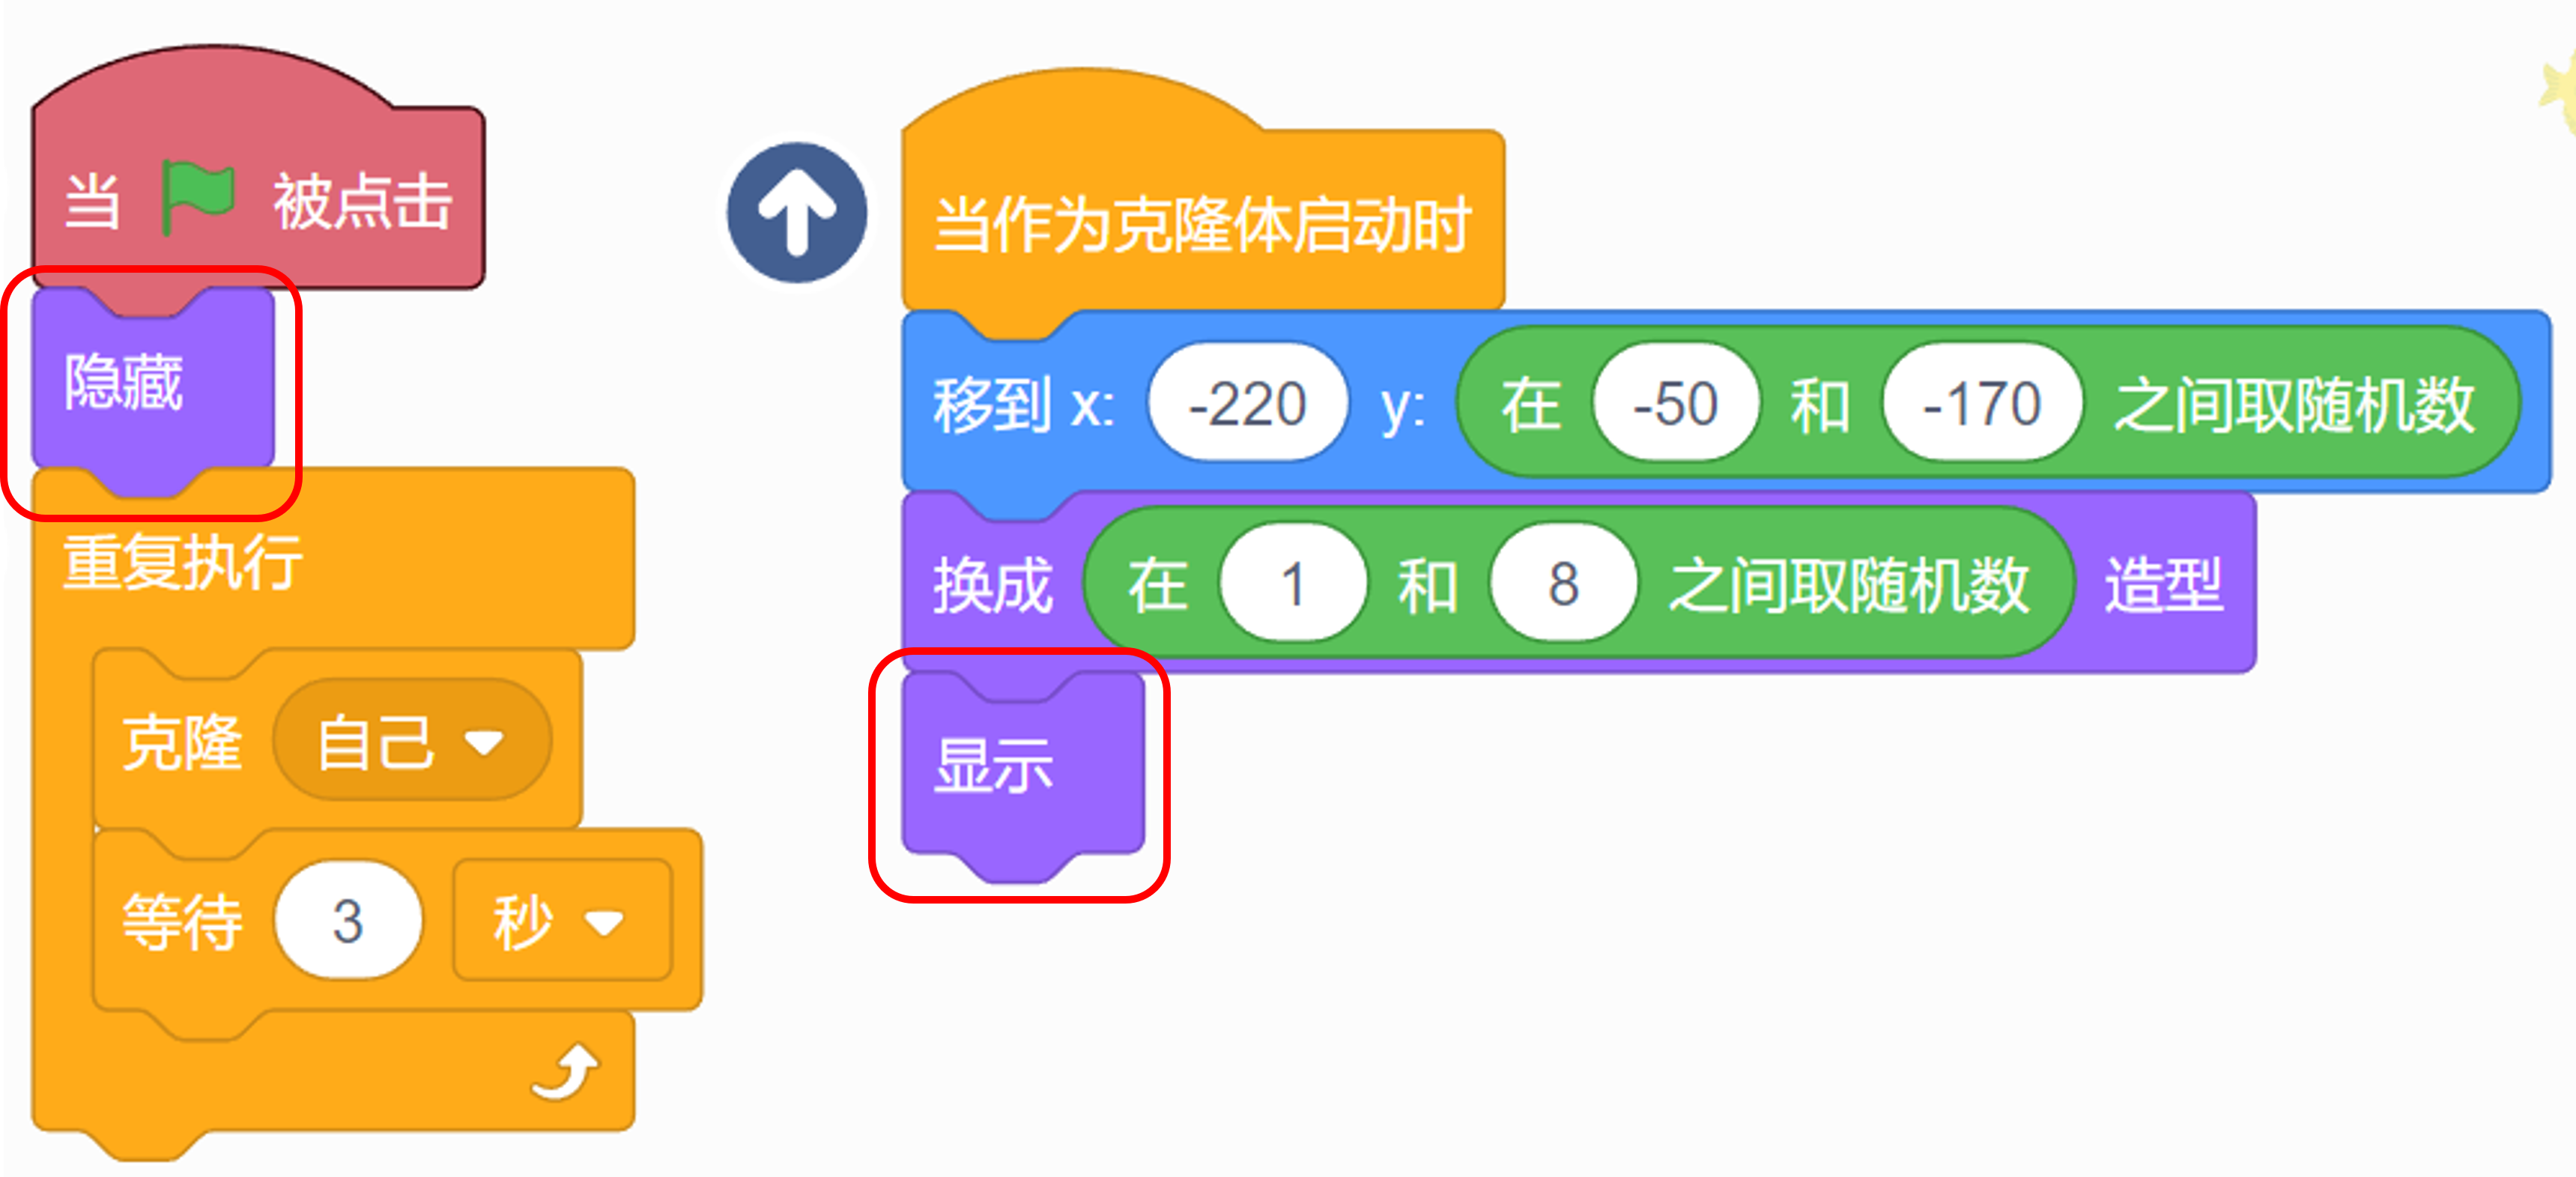 当 被点击
隐藏
重复执行
克隆 自己
等待 3 秒
当作为克隆体启动时
移到 x: -220 y: 在 -50 和 -170 之间取随机数
换成 在 1 和 8 之间取随机数 造型
显示